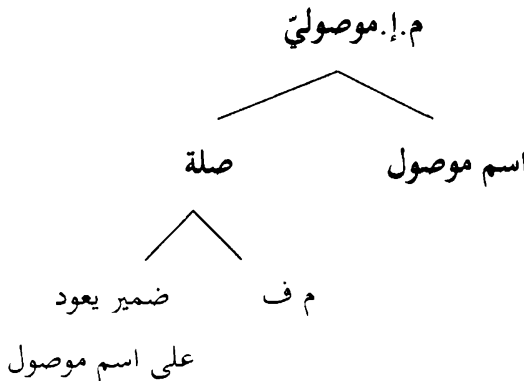 م.إ.موصوليّ
اسم موصول صلة
م ف ضمير يعود
على اسم موصول